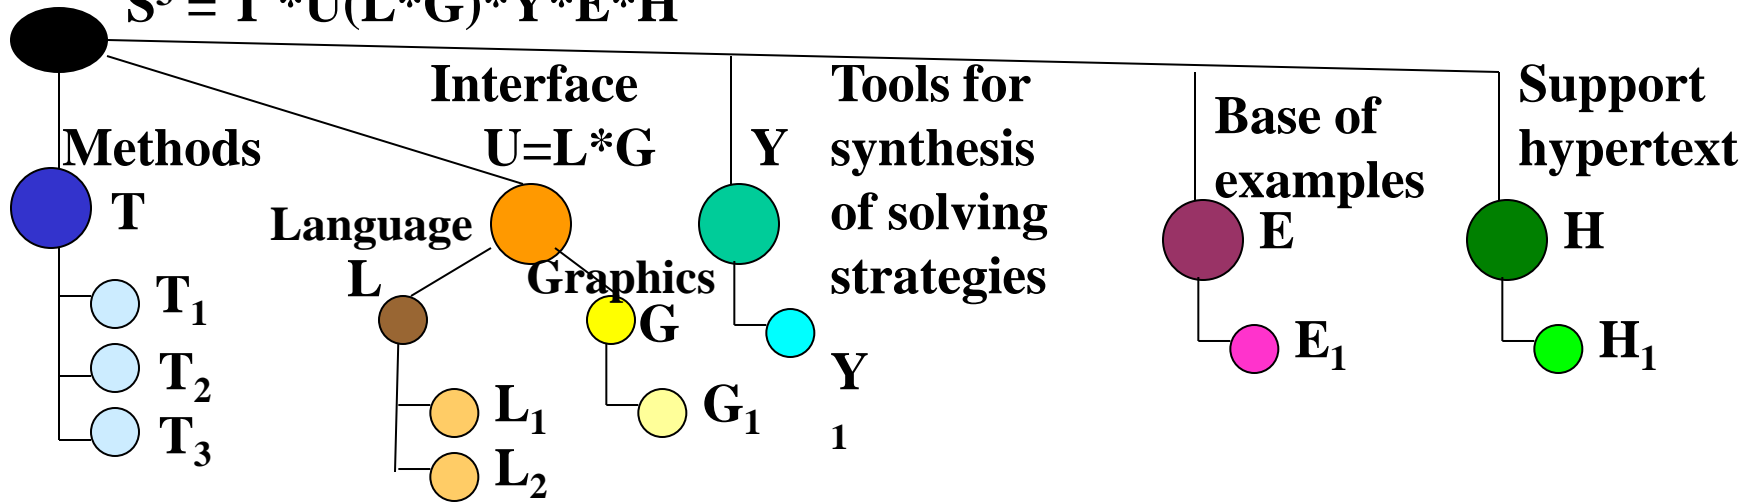 S⁵ = T *U(L*G)*Y*E*H
Methods
T
T₁
T₂
T₃
Interface
U=L*G
Language
L
L₁
L₂
Graphics
G
G₁
Y
Tools for
synthesis
of solving
strategies
Y
1
Base of
examples
E
E₁
Support
hypertext
H
H₁